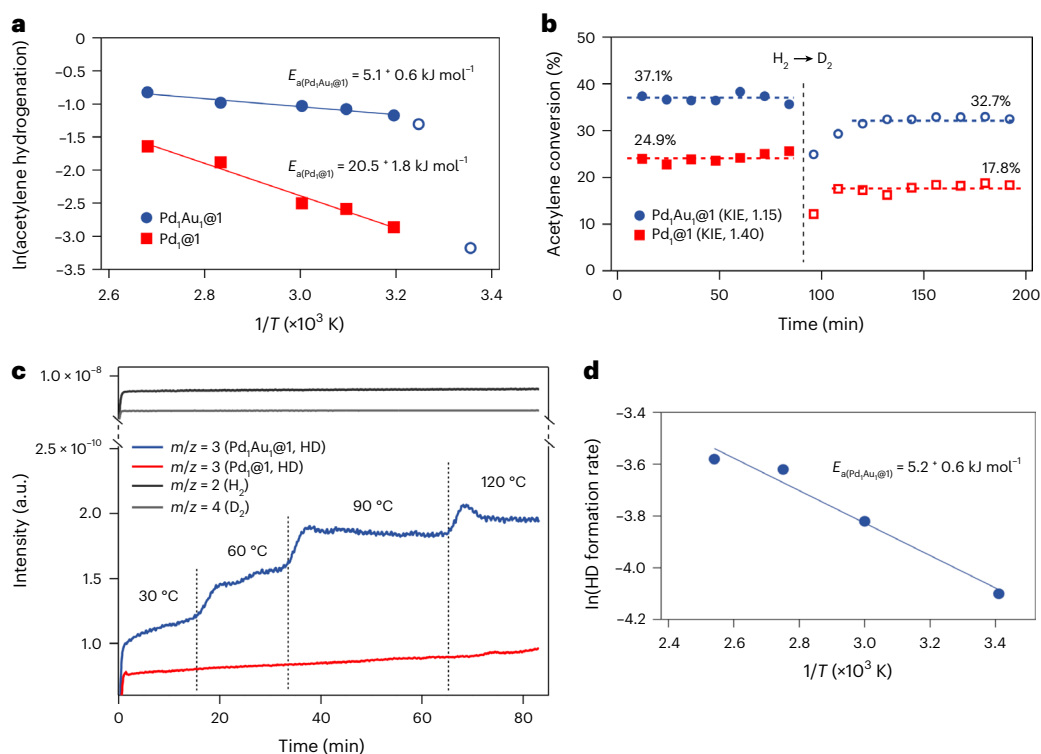 a
ln(acetylene hydrogenation)
0
−0.5
−1.0
−1.5
−2.0
−2.5
−3.0
−3.5
Ea(Pd1Au1@1) = 5.1 + 0.6 kJ mol−1
Ea(Pd1@1) = 20.5 + 1.8 kJ mol−1
Pd1Au1@1
Pd1@1
2.6 2.8 3.0 3.2 3.4
1/T (×10³ K)
b
Acetylene conversion (%)
50
40
30
20
10
0
H2 → D2
37.1%
32.7%
24.9%
17.8%
Pd1Au1@1 (KIE, 1.15)
Pd1@1 (KIE, 1.40)
0 50 100 150 200
Time (min)
c
Intensity (a.u.)
1.0 × 10−8
2.5 × 10−10
2.0
1.5
1.0
m/z = 3 (Pd1Au1@1, HD)
m/z = 3 (Pd1@1, HD)
m/z = 2 (H2)
m/z = 4 (D2)
30 °C
60 °C
90 °C
120 °C
0 20 40 60 80
Time (min)
d
ln(HD formation rate)
−3.4
−3.6
−3.8
−4.0
−4.2
Ea(Pd1Au1@1) = 5.2 + 0.6 kJ mol−1
2.4 2.6 2.8 3.0 3.2 3.4
1/T (×10³ K)